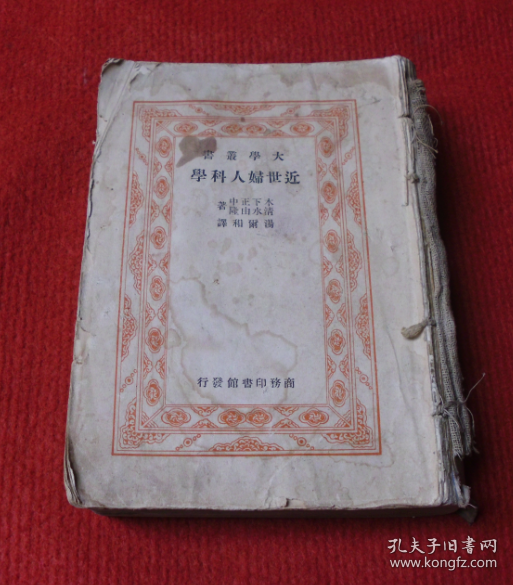 大學叢書
近世婦人科學
木下正中
清水由隆
著
湯爾和譯
商務印書館發行
孔夫子旧书网
www.kongfz.com